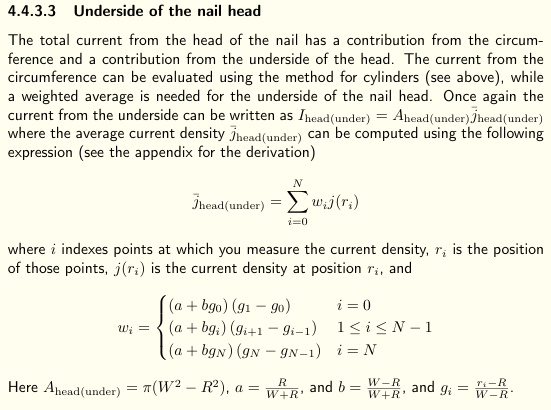 4.4.3.3 Underside of the nail head
The total current from the head of the nail has a contribution from the circum-
ference and a contribution from the underside of the head. The current from the
circumference can be evaluated using the method for cylinders (see above), while
a weighted average is needed for the underside of the nail head. Once again the
current from the underside can be written as I_head(under) = A_head(under) j̄_head(under)
where the average current density j̄_head(under) can be computed using the following
expression (see the appendix for the derivation)
j̄_head(under) = ∑_{i=0}^{N} w_i j(r_i)
where i indexes points at which you measure the current density, r_i is the position
of those points, j(r_i) is the current density at position r_i, and
w_i = { (a + bg_0) (g_1 − g_0) i = 0
(a + bg_i) (g_{i+1} − g_{i−1}) 1 ≤ i ≤ N − 1
(a + bg_N) (g_N − g_{N−1}) i = N
Here A_head(under) = π(W² − R²), a = R/(W+R), and b = (W−R)/(W+R), and g_i = (r_i−R)/(W−R).